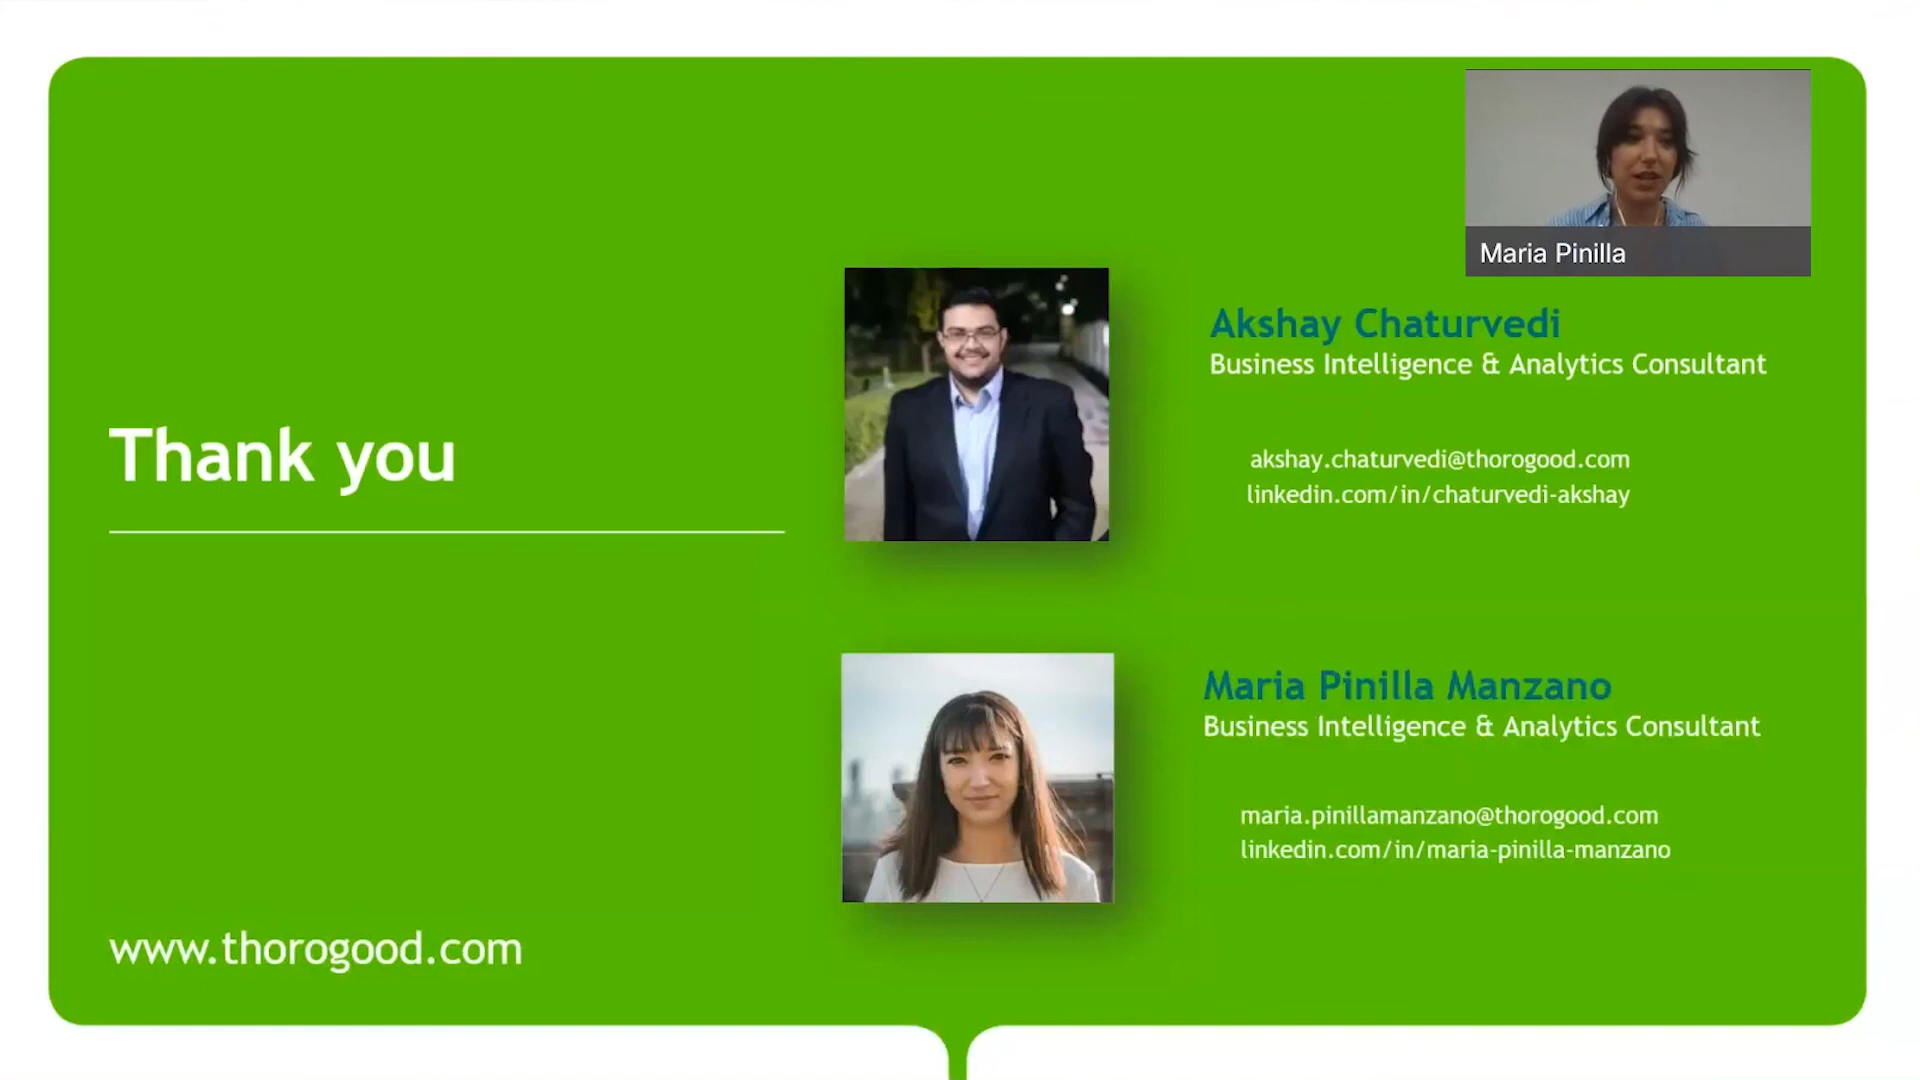 Maria Pinilla
Akshay Chaturvedi
Business Intelligence & Analytics Consultant
akshay.chaturvedi@thorogood.com
linkedin.com/in/chaturvedi-akshay
Thank you
Maria Pinilla Manzano
Business Intelligence & Analytics Consultant
maria.pinillamanzano@thorogood.com
linkedin.com/in/maria-pinilla-manzano
www.thorogood.com